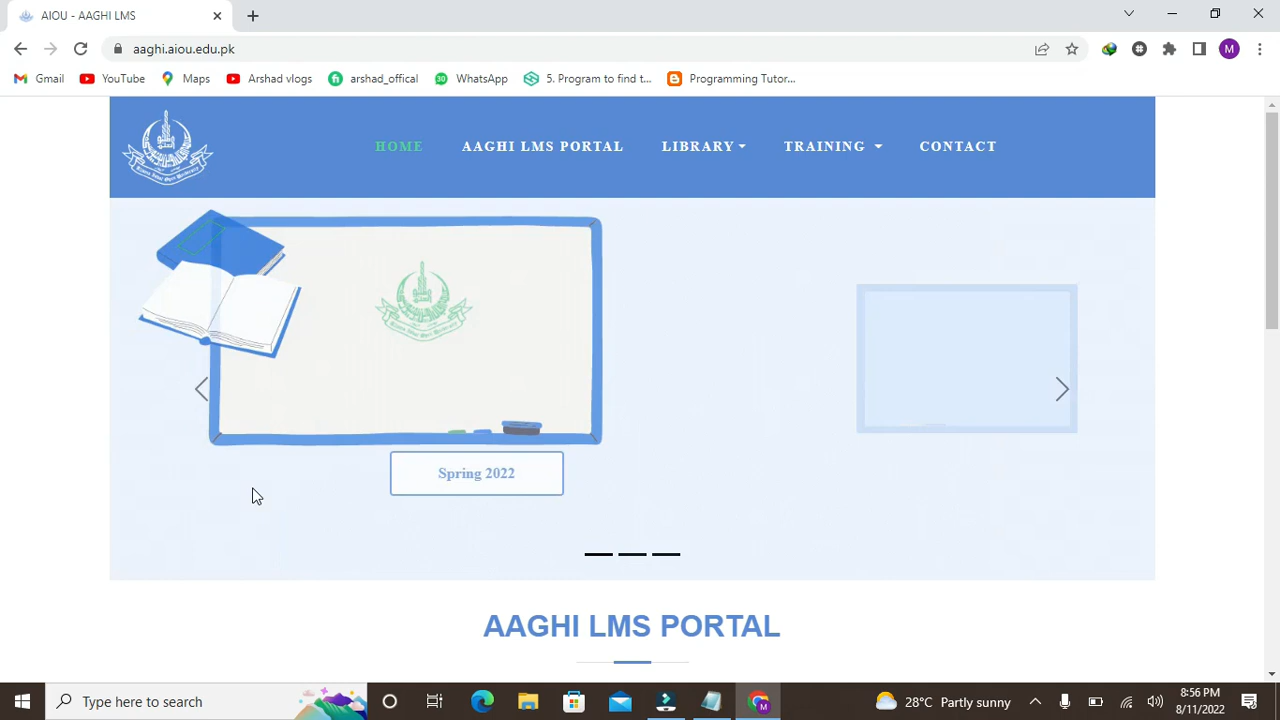 AIOU - AAGHI LMS
aaghi.aiou.edu.pk
M
Gmail
YouTube
Maps
Arshad vlogs
arshad_offical
30
WhatsApp
5. Program to find t...
Programming Tutor...
HOME
AAGHI LMS PORTAL
LIBRARY
TRAINING
CONTACT
Spring 2022
AAGHI LMS PORTAL
Type here to search
M
28°C Partly sunny
8:56 PM
8/11/2022